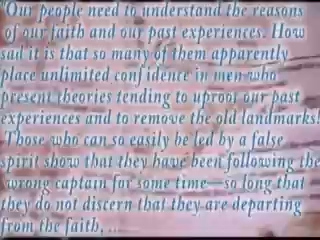 "Our people need to understand the reasons
of our faith and our past experiences. How
sad it is that so many of them apparently
place unlimited confidence in men who
present theories tending to uproot our past
experiences and to remove the old landmarks!
Those who can so easily be led by a false
spirit show that they have been following the
wrong captain for some time—so long that
they do not discern that they are departing
from the faith, ...